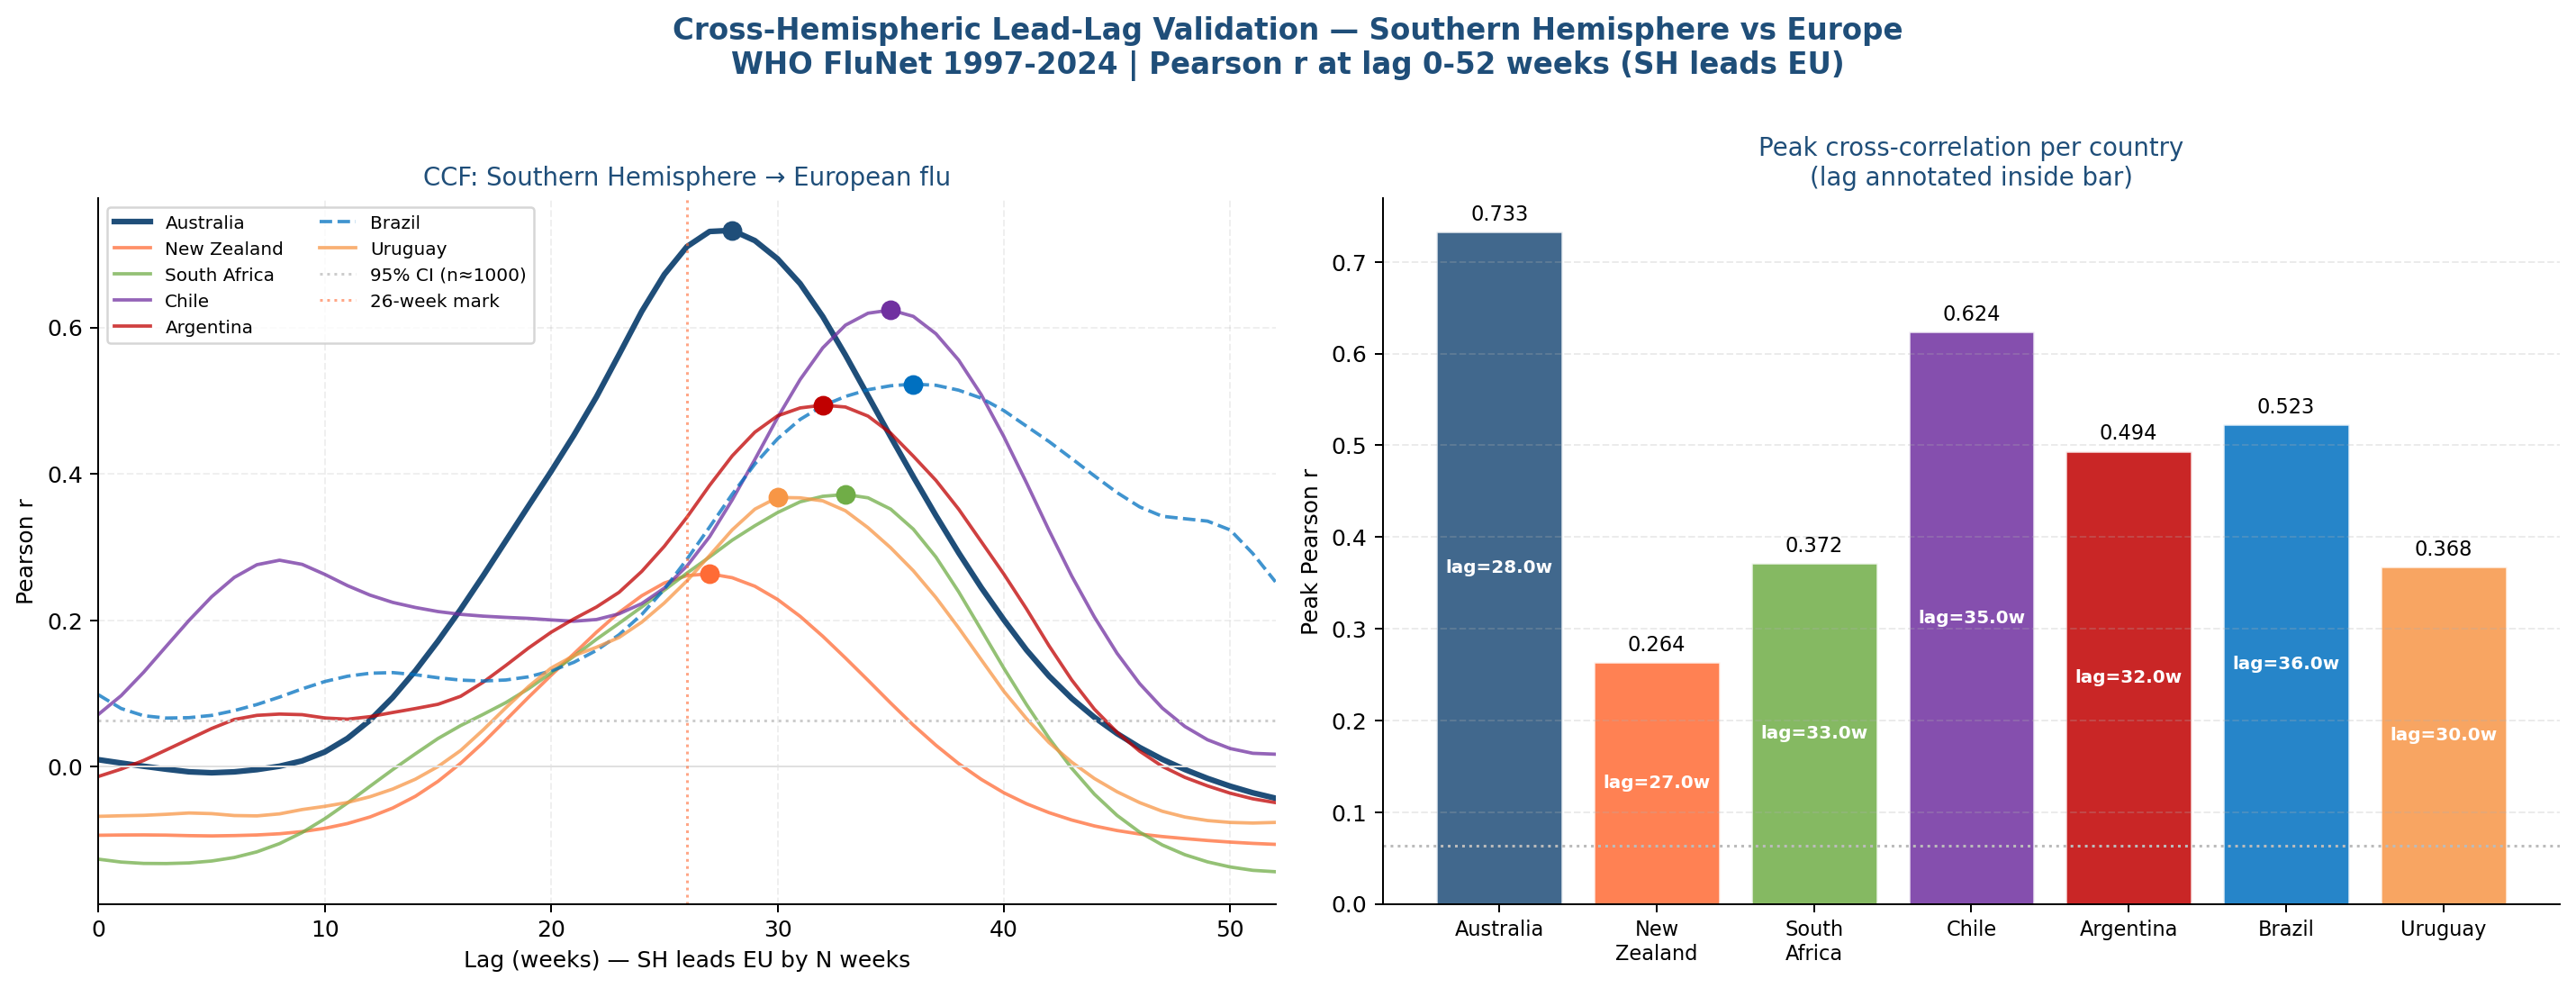 Cross-Hemispheric Lead-Lag Validation — Southern Hemisphere vs Europe
WHO FluNet 1997-2024 | Pearson r at lag 0-52 weeks (SH leads EU)
CCF: Southern Hemisphere → European flu
Australia
New Zealand
South Africa
Chile
Argentina
Brazil
Uruguay
95% CI (n≈1000)
26-week mark
Pearson r
0.6
0.4
0.2
0.0
0
10
20
30
40
50
Lag (weeks) — SH leads EU by N weeks
Peak cross-correlation per country
(lag annotated inside bar)
Peak Pearson r
0.7
0.6
0.5
0.4
0.3
0.2
0.1
0.0
0.733
0.264
0.372
0.624
0.494
0.523
0.368
lag=28.0w
lag=27.0w
lag=33.0w
lag=35.0w
lag=32.0w
lag=36.0w
lag=30.0w
Australia
New
Zealand
South
Africa
Chile
Argentina
Brazil
Uruguay